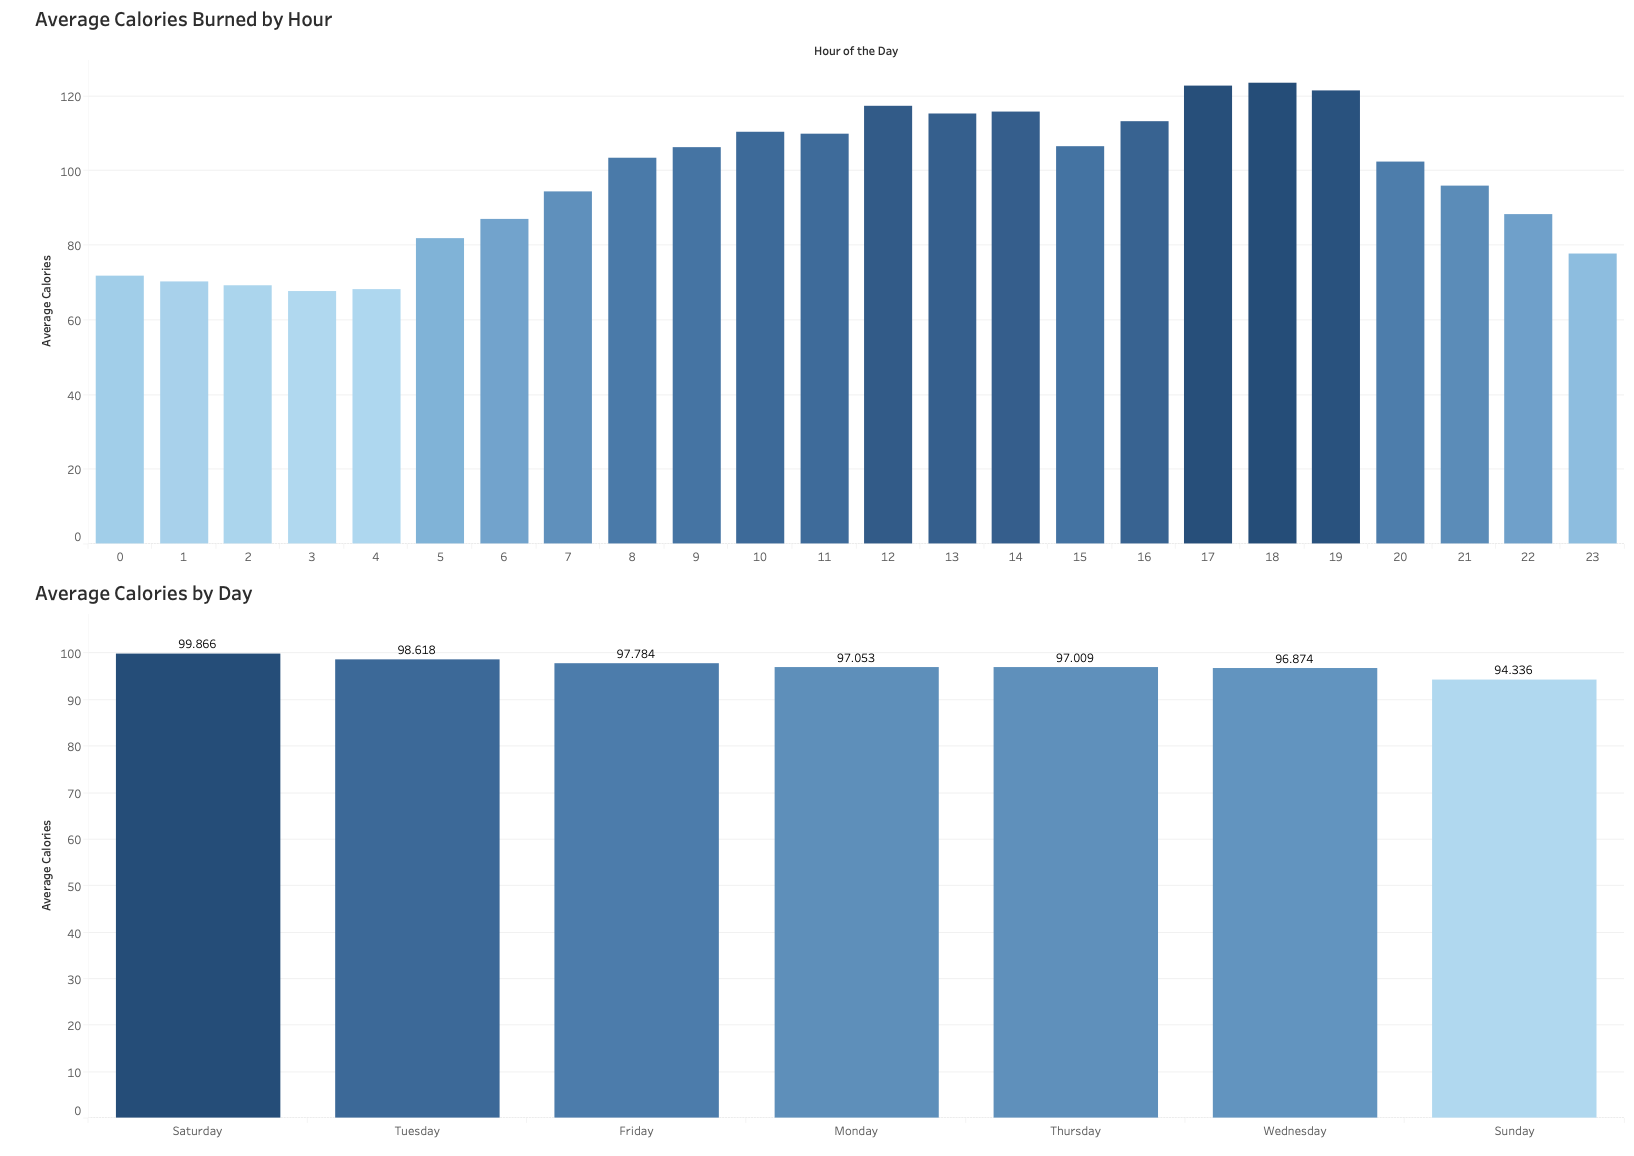 Average Calories Burned by Hour
Hour of the Day
Average Calories
120
100
80
60
40
20
0
0 1 2 3 4 5 6 7 8 9 10 11 12 13 14 15 16 17 18 19 20 21 22 23
Average Calories by Day
Average Calories
100
90
80
70
60
50
40
30
20
10
0
99.866 98.618 97.784 97.053 97.009 96.874 94.336
Saturday Tuesday Friday Monday Thursday Wednesday Sunday